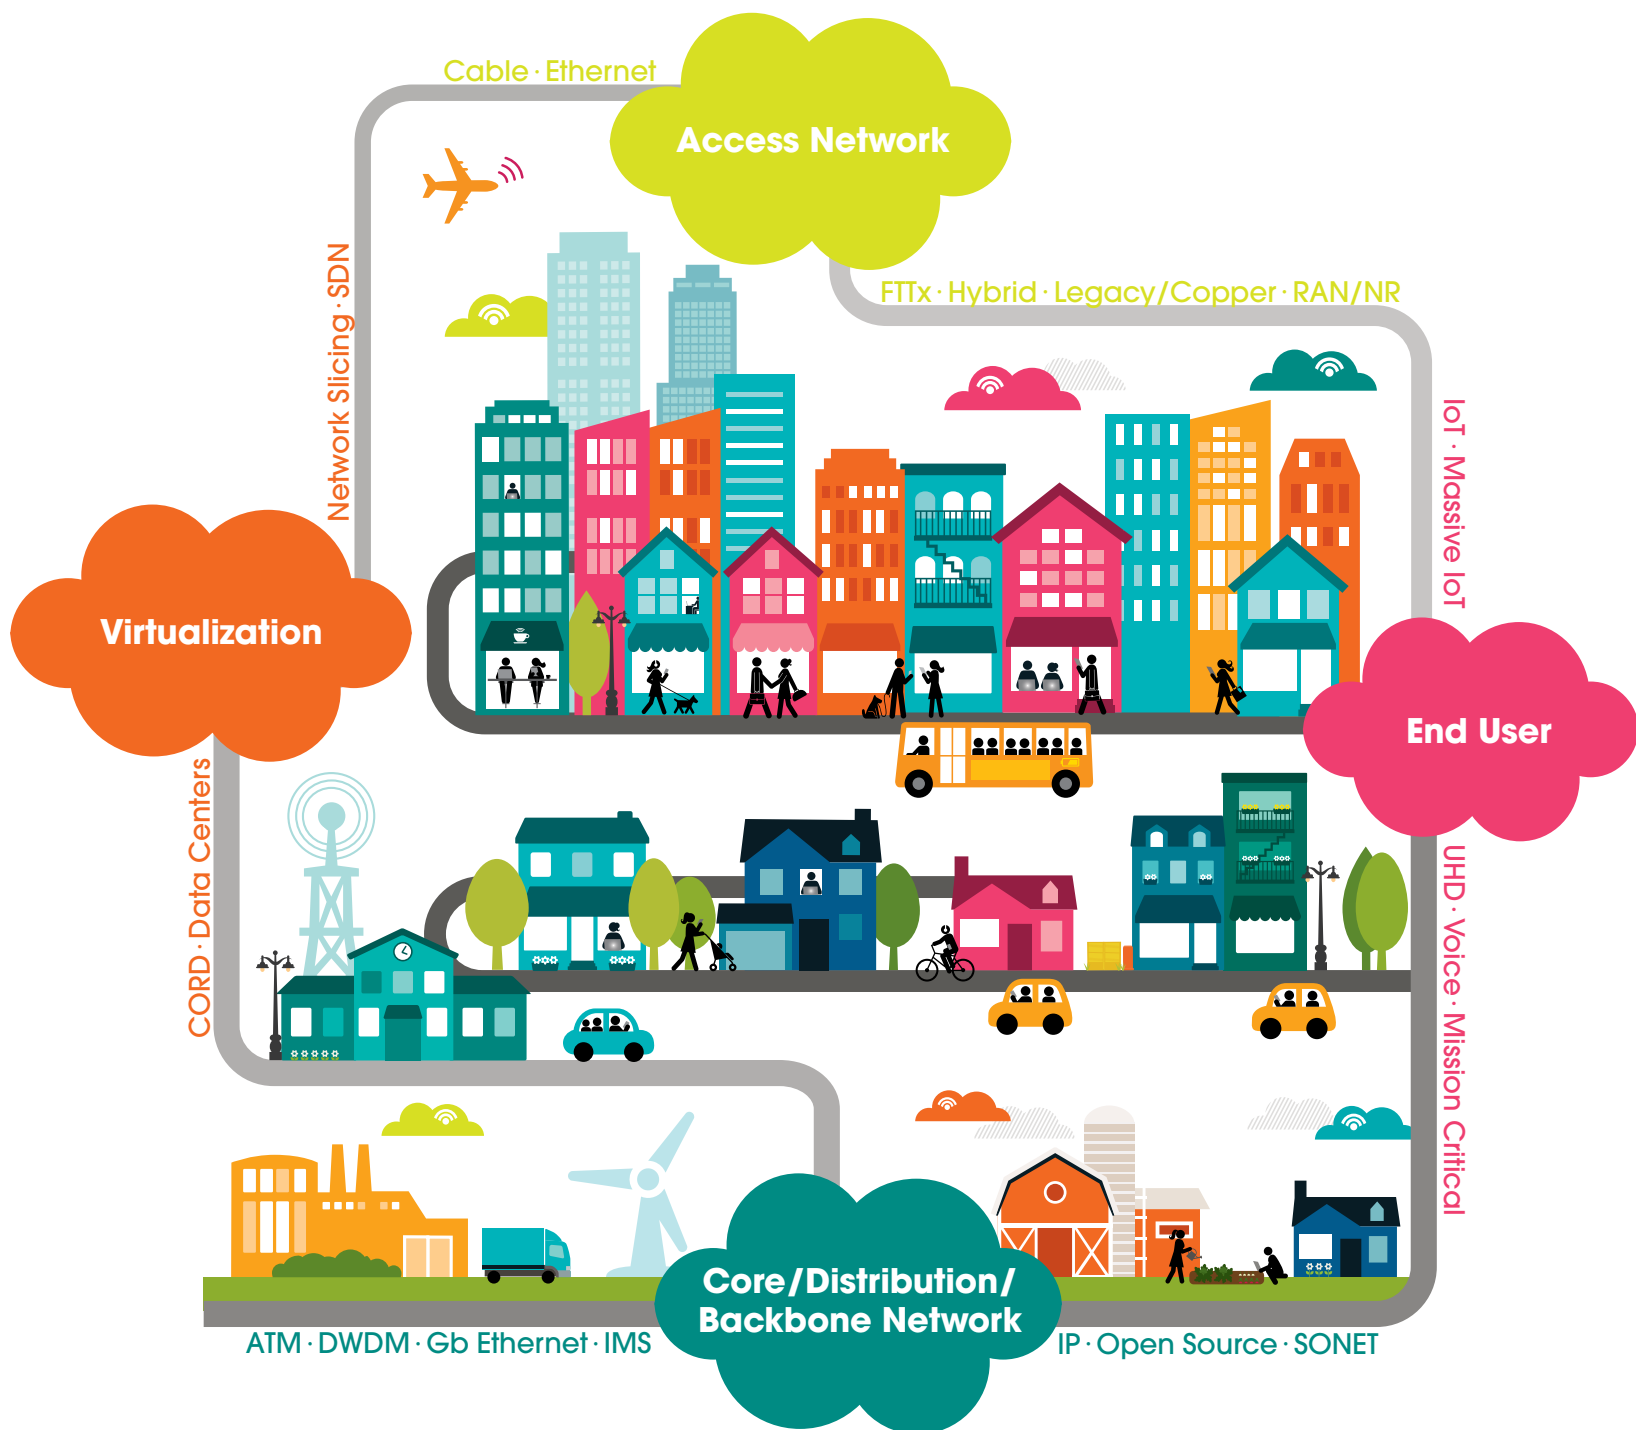 Cable · Ethernet
Access Network
FTTx · Hybrid · Legacy/Copper · RAN/NR
Network Slicing · SDN
IoT · Massive IoT
Virtualization
End User
CORD · Data Centers
UHD · Voice · Mission Critical
Core/Distribution/
Backbone Network
ATM · DWDM · Gb Ethernet · IMS
IP · Open Source · SONET